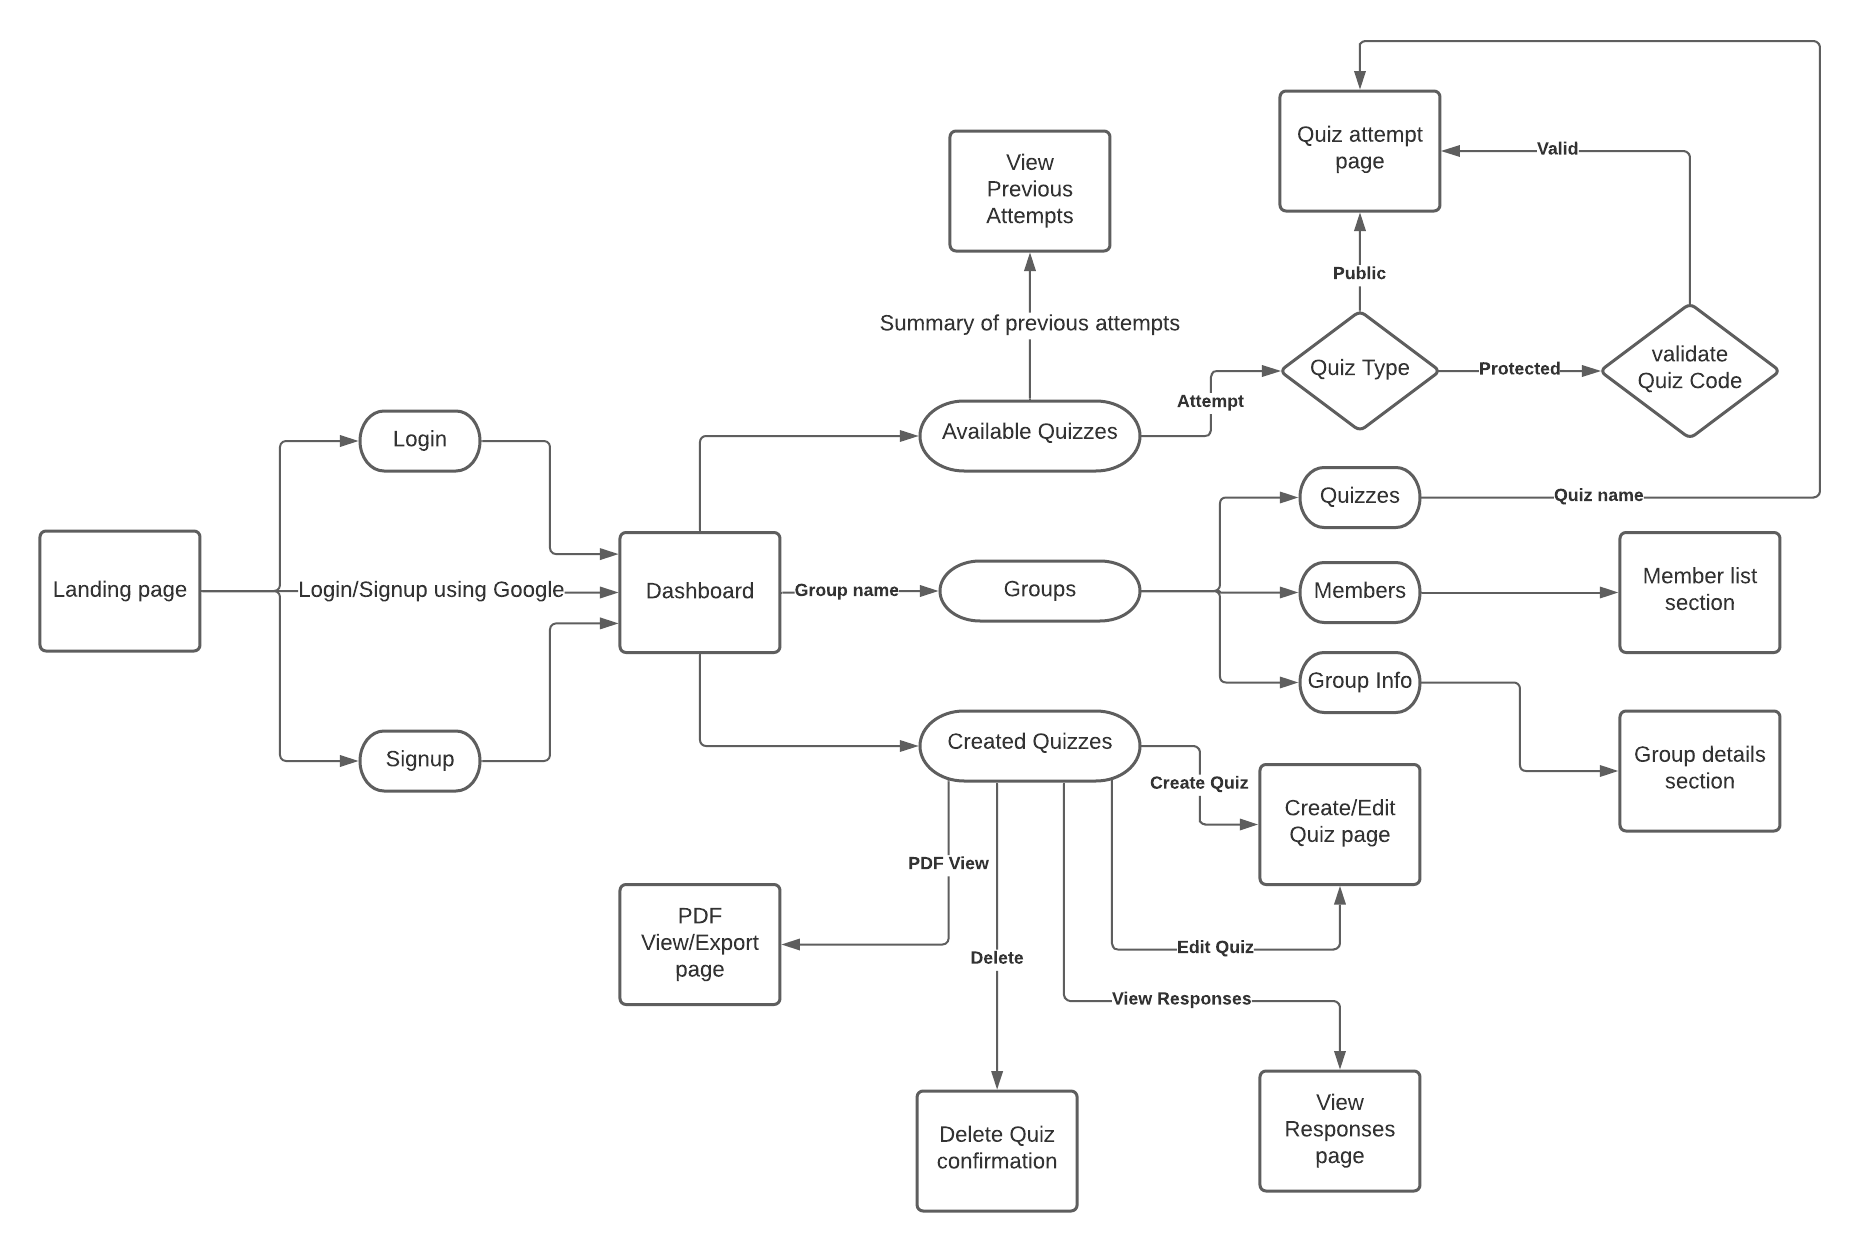 Quiz attempt
page
Valid
View
Previous
Attempts
Public
Summary of previous attempts
Quiz Type
Protected
validate
Quiz Code
Attempt
Available Quizzes
Login
Quizzes
Quiz name
Landing page
Login/Signup using Google
Dashboard
Group name
Groups
Members
Member list
section
Group Info
Signup
Created Quizzes
Create Quiz
Group details
section
Create/Edit
Quiz page
PDF View
PDF
View/Export
page
Delete
Edit Quiz
View Responses
Delete Quiz
confirmation
View
Responses
page